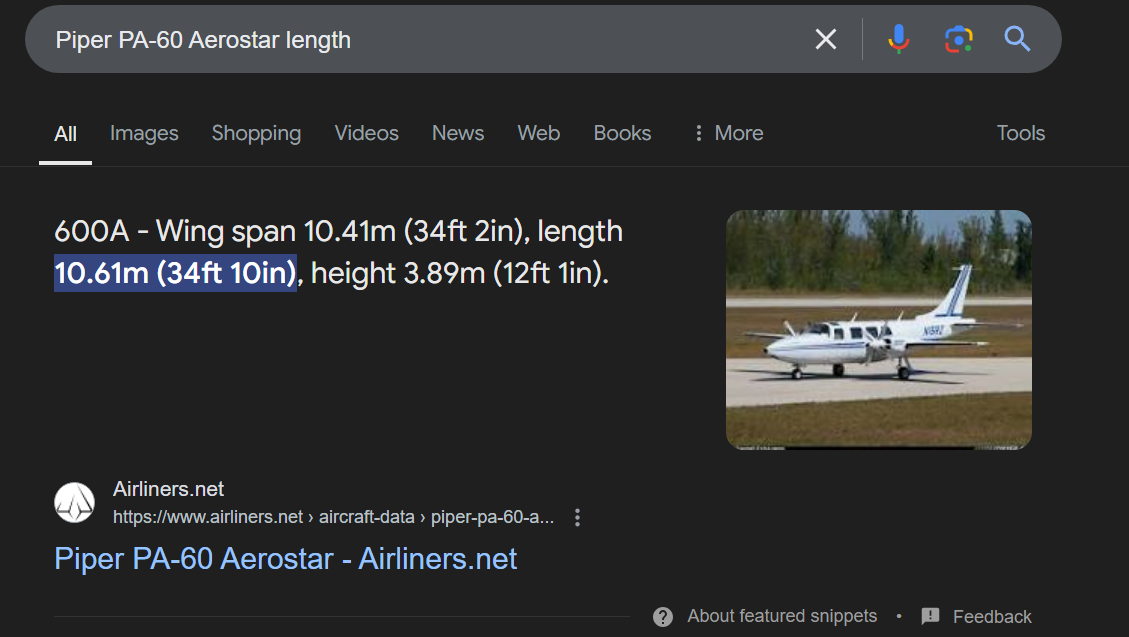 Piper PA-60 Aerostar length
All Images Shopping Videos News Web Books More Tools
600A - Wing span 10.41m (34ft 2in), length
10.61m (34ft 10in), height 3.89m (12ft 1in).
Airliners.net
https://www.airliners.net › aircraft-data › piper-pa-60-a...
Piper PA-60 Aerostar - Airliners.net
About featured snippets • Feedback